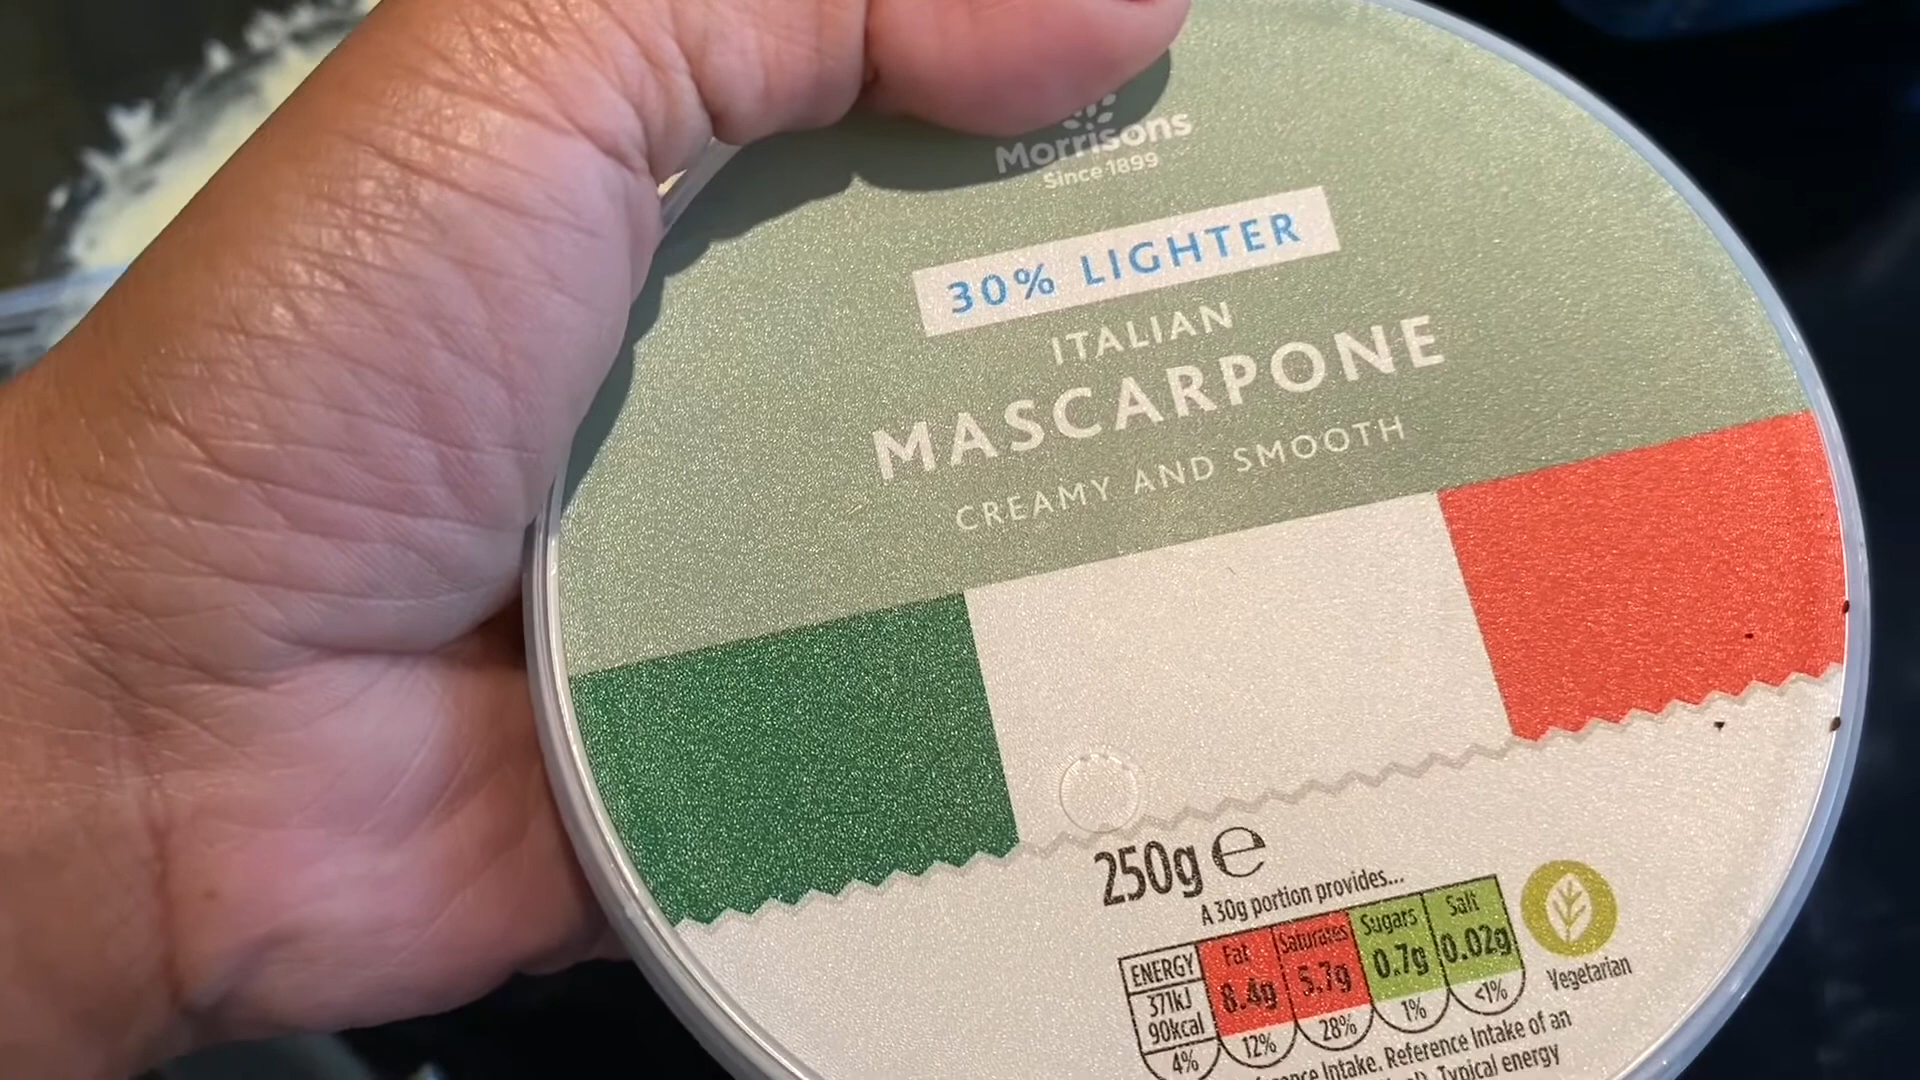 Morrisons
Since 1899
30% LIGHTER
ITALIAN
MASCARPONE
CREAMY AND SMOOTH
250g ℮
A 30g portion provides...
ENERGY
371kJ
90kcal
4%
Fat
8.4g
12%
Saturates
5.7g
28%
Sugars
0.7g
1%
Salt
0.02g
<1%
Vegetarian
Intake. Reference Intake of an
Typical energy